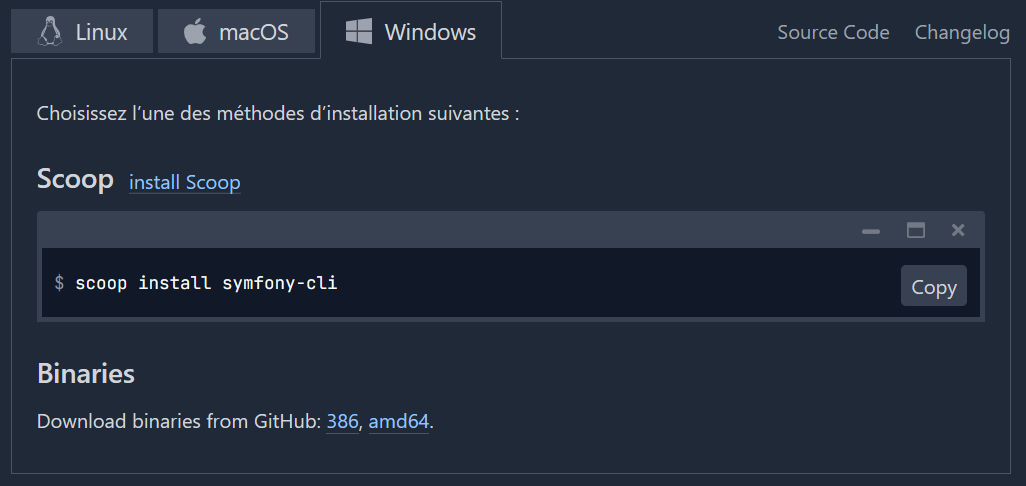 Linux macOS Windows Source Code Changelog
Choisissez l’une des méthodes d’installation suivantes :
Scoop install Scoop
$ scoop install symfony-cli
Copy
Binaries
Download binaries from GitHub: 386, amd64.